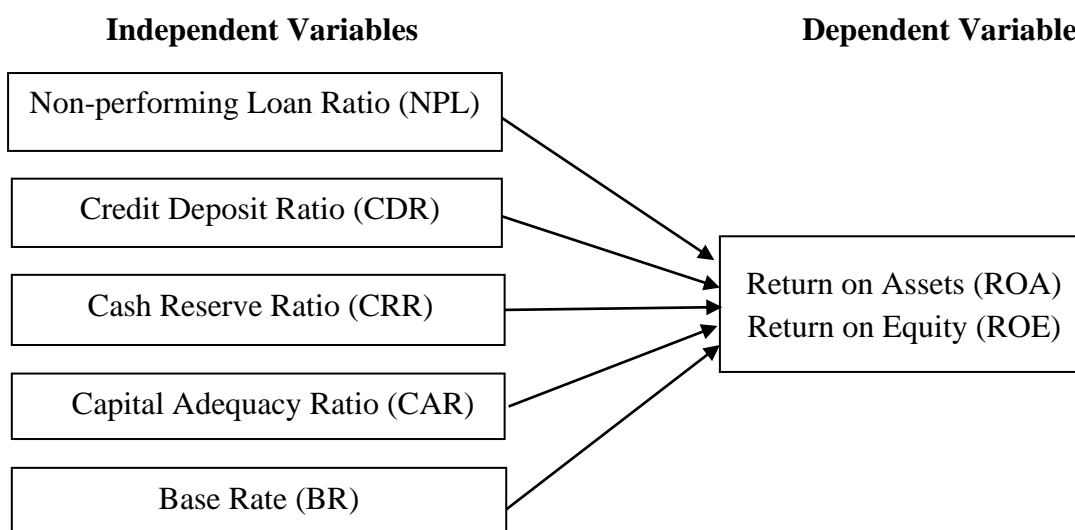 Independent Variables
Dependent Variable
Non-performing Loan Ratio (NPL)
Credit Deposit Ratio (CDR)
Cash Reserve Ratio (CRR)
Capital Adequacy Ratio (CAR)
Base Rate (BR)
Return on Assets (ROA)
Return on Equity (ROE)